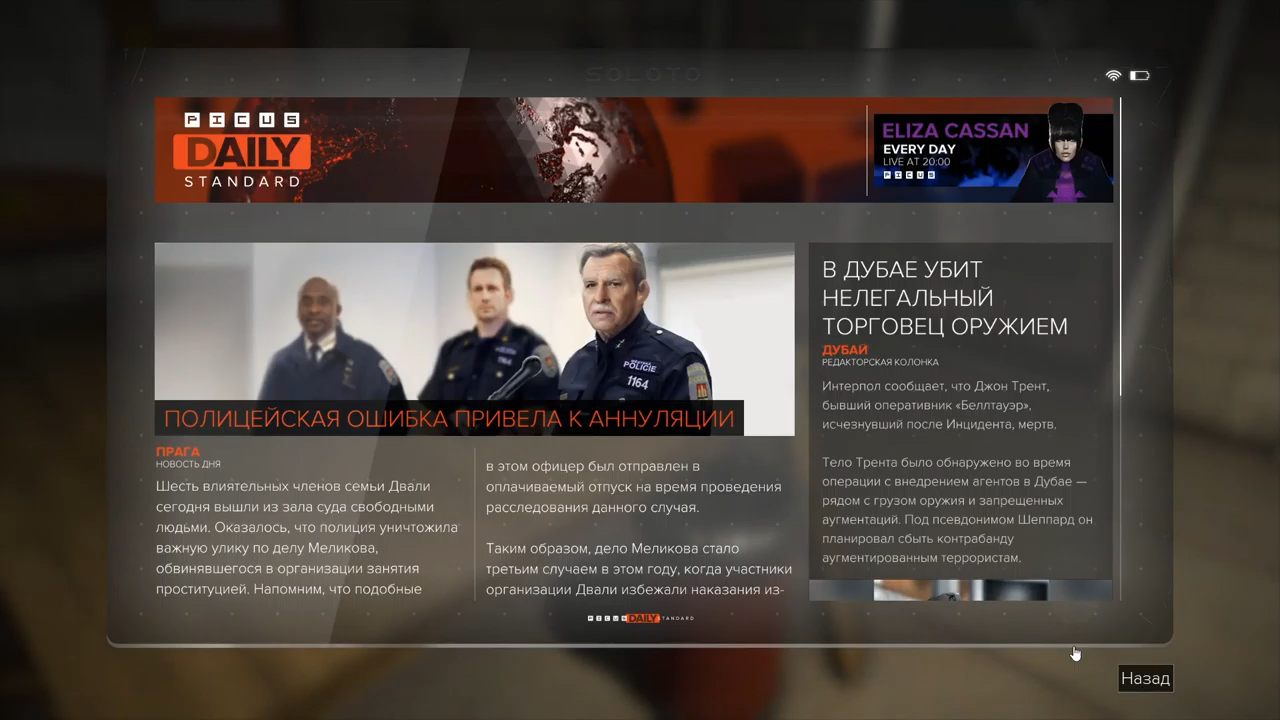 SOLOTO
PICUS
DAILY
STANDARD
ELIZA CASSAN
EVERY DAY
LIVE AT 20:00
PICUS
POLICIE
1164
ПОЛИЦЕЙСКАЯ ОШИБКА ПРИВЕЛА К АННУЛЯЦИИ
ПРАГА
НОВОСТЬ ДНЯ
Шесть влиятельных членов семьи Двали
сегодня вышли из зала суда свободными
людьми. Оказалось, что полиция уничтожила
важную улику по делу Меликова,
обвинявшегося в организации занятия
проституцией. Напомним, что подобные
в этом офицер был отправлен в
оплачиваемый отпуск на время проведения
расследования данного случая.
Таким образом, дело Меликова стало
третьим случаем в этом году, когда участники
организации Двали избежали наказания из-
В ДУБАЕ УБИТ
НЕЛЕГАЛЬНЫЙ
ТОРГОВЕЦ ОРУЖИЕМ
ДУБАЙ
РЕДАКТОРСКАЯ КОЛОНКА
Интерпол сообщает, что Джон Трент,
бывший оперативник «Беллтауэр»,
исчезнувший после Инцидента, мертв.
Тело Трента было обнаружено во время
операции с внедрением агентов в Дубае —
рядом с грузом оружия и запрещенных
аугментаций. Под псевдонимом Шеппард он
планировал сбыть контрабанду
аугментированным террористам.
PICUS DAILY STANDARD
Назад